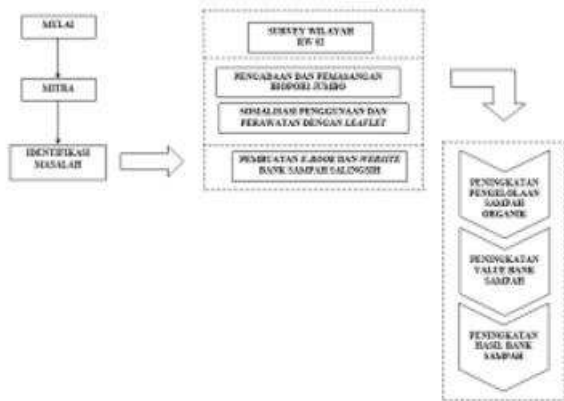 MULAI
MITRA
IDENTIFIKASI
MASALAH
SURVEY WILAYAH
RW 02
PENGADAAN DAN PEMASANGAN
BIOPORI JUMBO
SOSIALISASI PENGGUNAAN DAN
PERAWATAN DENGAN LEAFLET
PEMBUATAN E-BOOK DAN WEBSITE
BANK SAMPAH SALINGSIH
PENINGKATAN
PENGELOLAAN
SAMPAH
ORGANIK
PENINGKATAN
VALUE BANK
SAMPAH
PENINGKATAN
HASIL BANK
SAMPAH